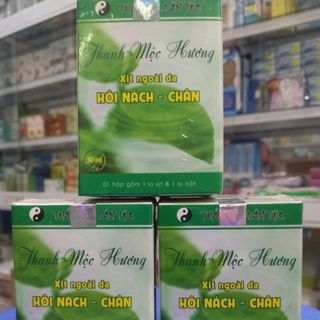 Thanh Mộc Hương
Xịt ngoài da
HÔI NÁCH - CHÂN
50 ml
01 hộp gồm 1 lọ xịt & 1 lọ bột
Thanh Mộc Hương
Xịt ngoài da
HÔI NÁCH - CHÂN
Thanh Mộc Hương
Xịt ngoài da
HÔI NÁCH - CHÂN